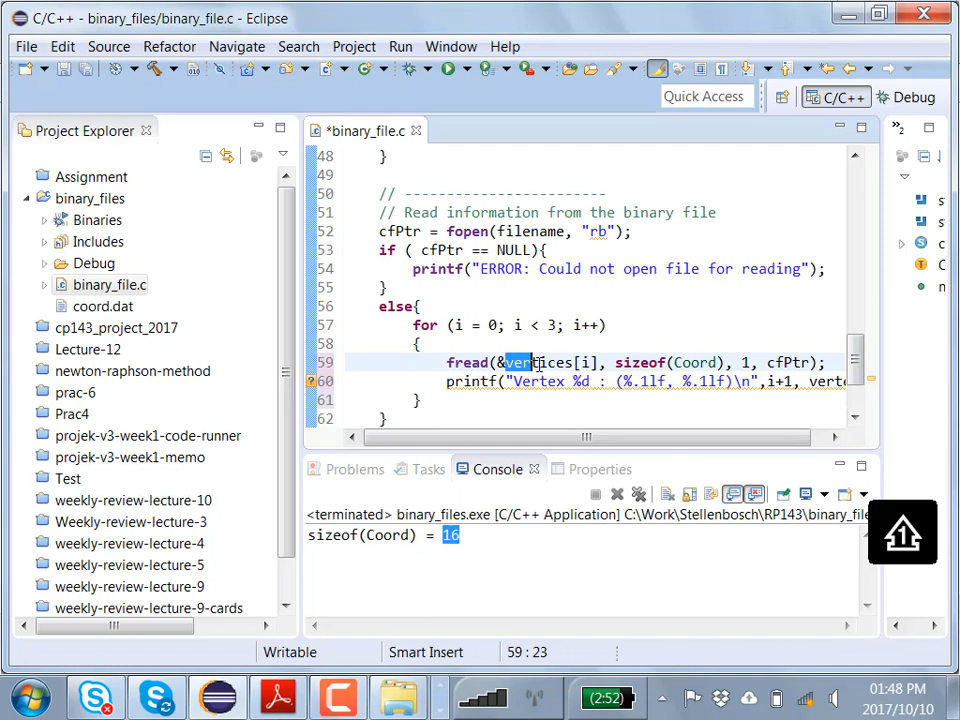 C/C++ - binary_files/binary_file.c - Eclipse
File Edit Source Refactor Navigate Search Project Run Window Help
Quick Access
C/C++
Debug
Project Explorer
*binary_file.c
Assignment
binary_files
Binaries
Includes
Debug
binary_file.c
coord.dat
cp143_project_2017
Lecture-12
newton-raphson-method
prac-6
Prac4
projek-v3-week1-code-runner
projek-v3-week1-memo
Test
weekly-review-lecture-10
Weekly-review-lecture-3
weekly-review-lecture-4
weekly-review-lecture-5
weekly-review-lecture-9
weekly-review-lecture-9-cards
48 }
49
50 // ------------------------
51 // Read information from the binary file
52 cfPtr = fopen(filename, "rb");
53 if ( cfPtr == NULL){
54 printf("ERROR: Could not open file for reading");
55 }
56 else{
57 for (i = 0; i < 3; i++)
58 {
59 fread(&vertices[i], sizeof(Coord), 1, cfPtr);
60 printf("Vertex %d : (%.1lf, %.1lf)\n",i+1, verte
61 }
62 }
»2
Problems Tasks Console Properties
<terminated> binary_files.exe [C/C++ Application] C:\Work\Stellenbosch\RP143\binary_file
sizeof(Coord) = 16
1
Writable Smart Insert 59 : 23
(2:52)
01:48 PM
2017/10/10